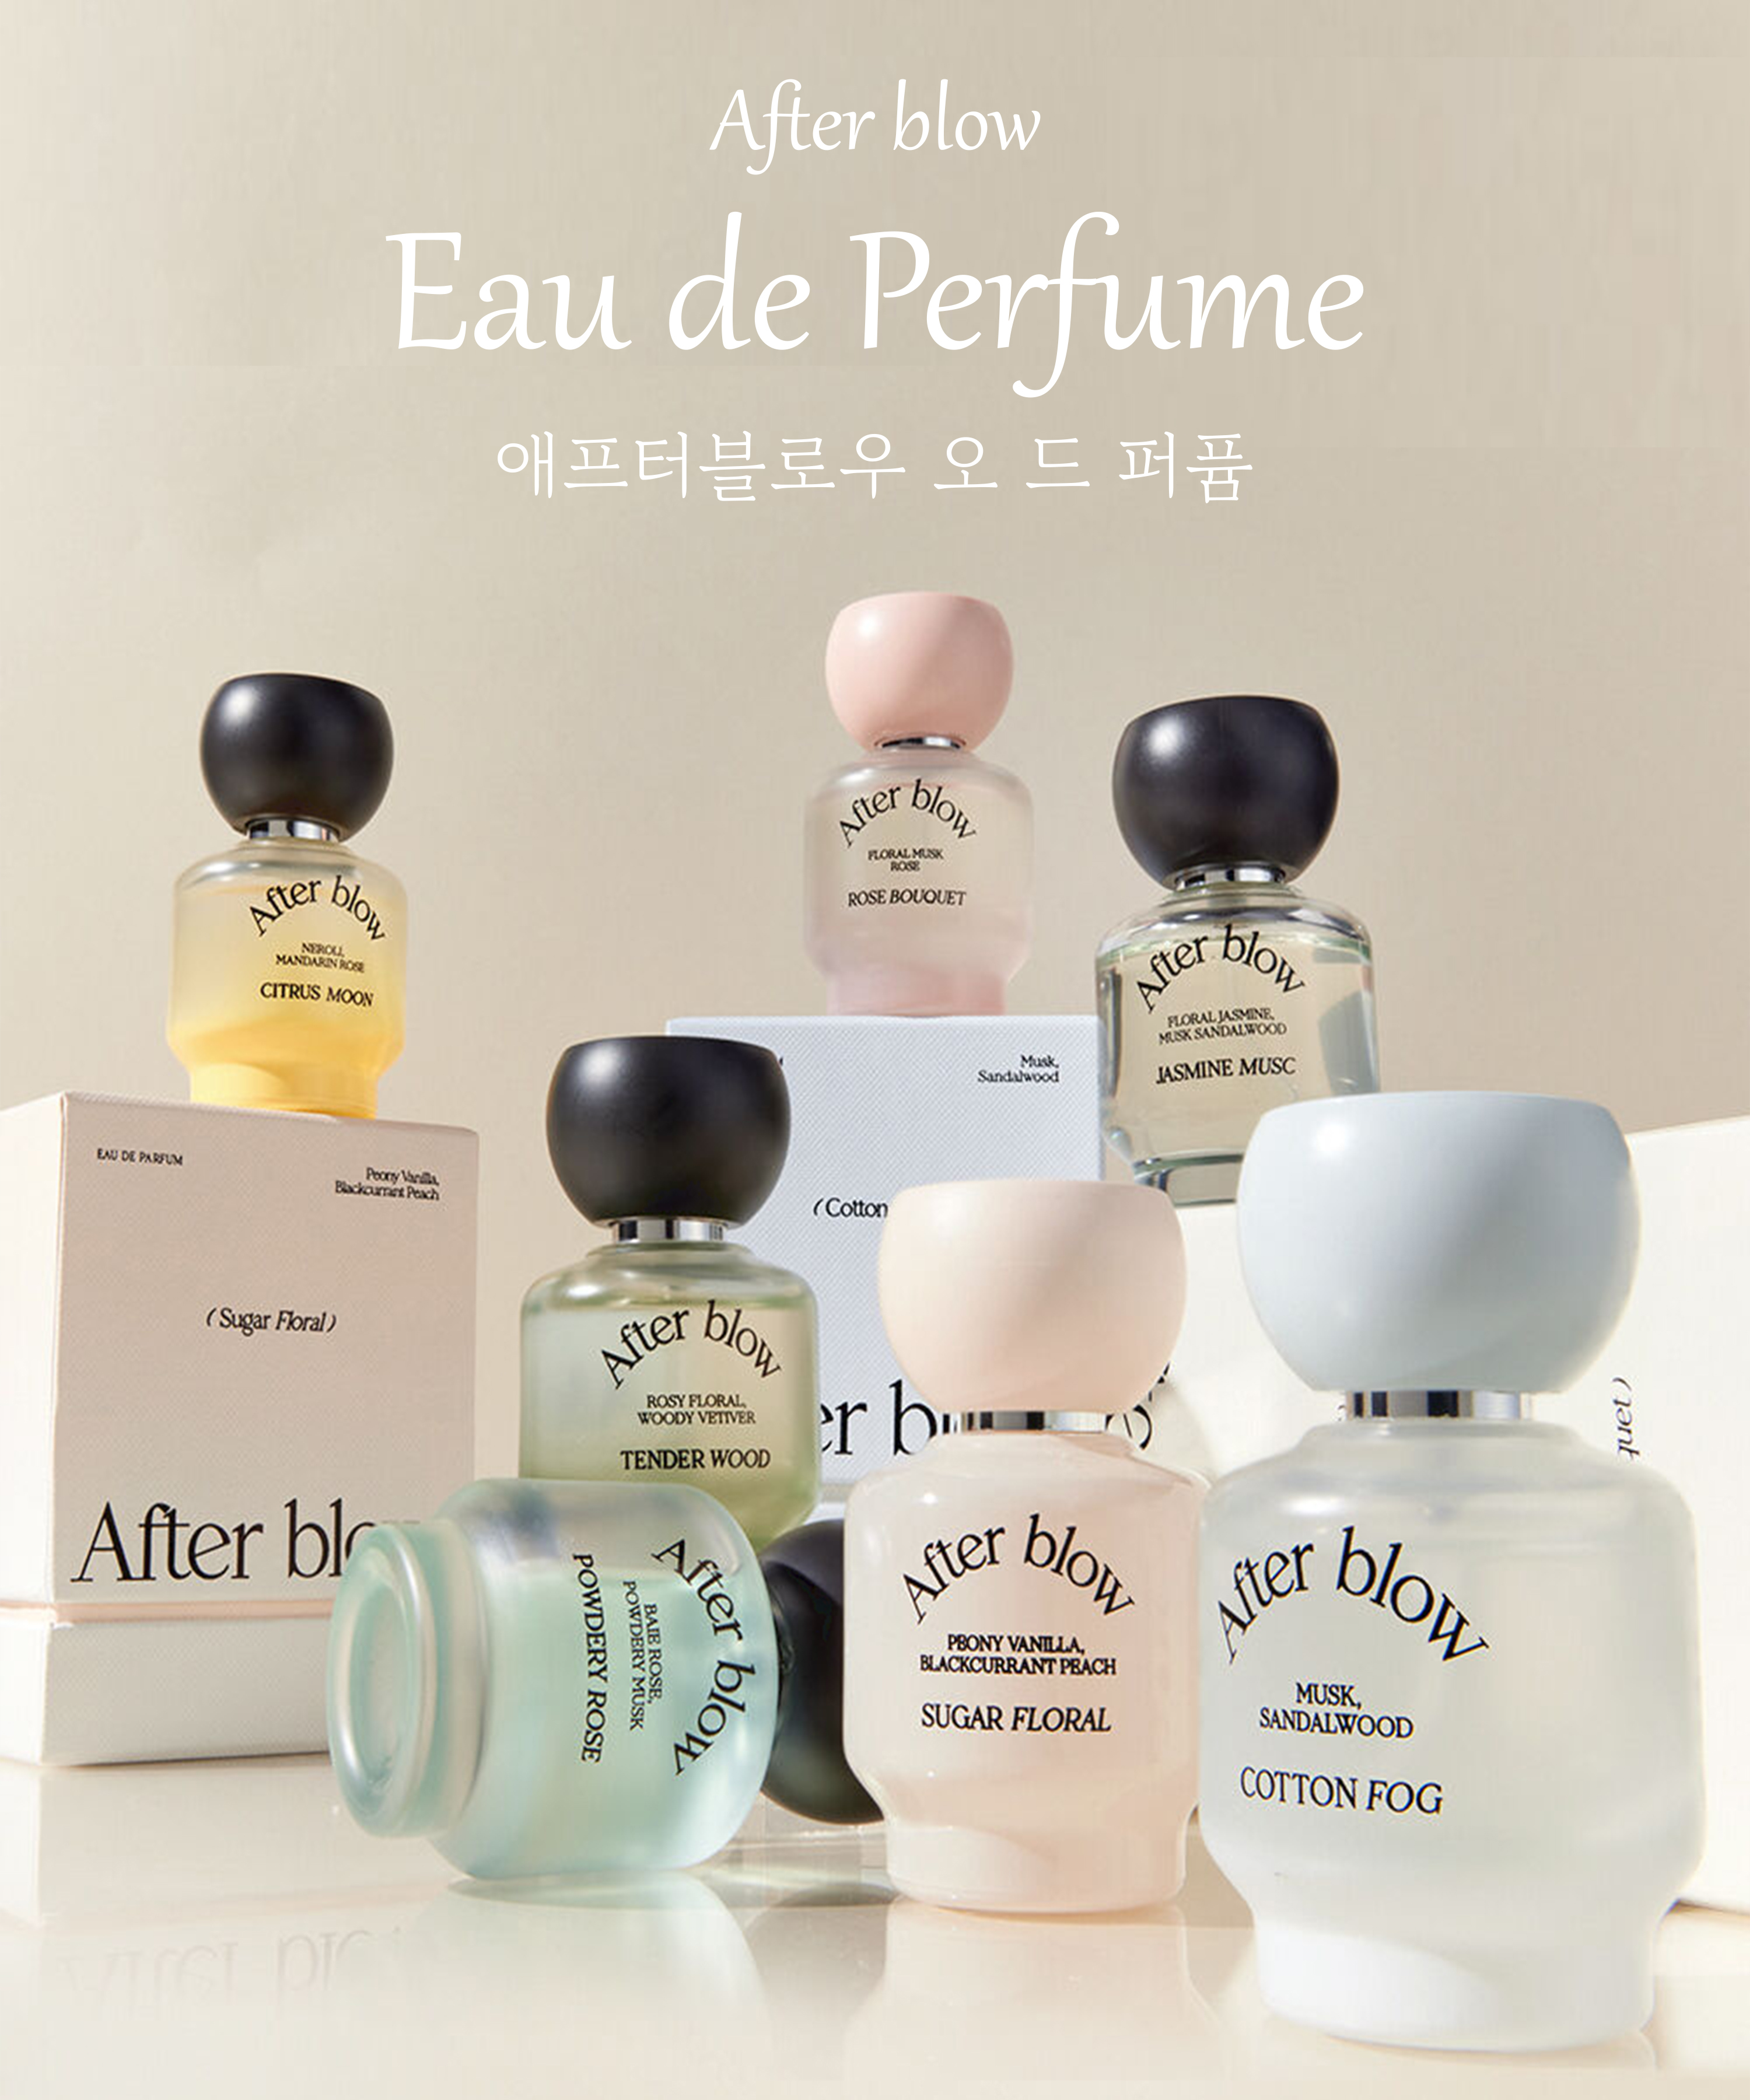 After blow
Eau de Perfume
애프터블로우 오 드 퍼퓸
After blow
FLORAL MUSK
ROSE
ROSE BOUQUET
After blow
NEROLI,
MANDARIN ROSE
CITRUS MOON
After blow
FLORAL JASMINE,
MUSK SANDALWOOD
JASMINE MUSC
Musk,
Sandalwood
(Cotton
er b
EAU DE PARFUM
Peony Vanilla,
Blackcurrant Peach
(Sugar Floral)
After blo
After blow
ROSY FLORAL,
WOODY VETIVER
TENDER WOOD
After blow
BAIE ROSE,
POWDERY MUSK
POWDERY ROSE
After blow
PEONY VANILLA,
BLACKCURRANT PEACH
SUGAR FLORAL
After blow
MUSK,
SANDALWOOD
COTTON FOG
quet)